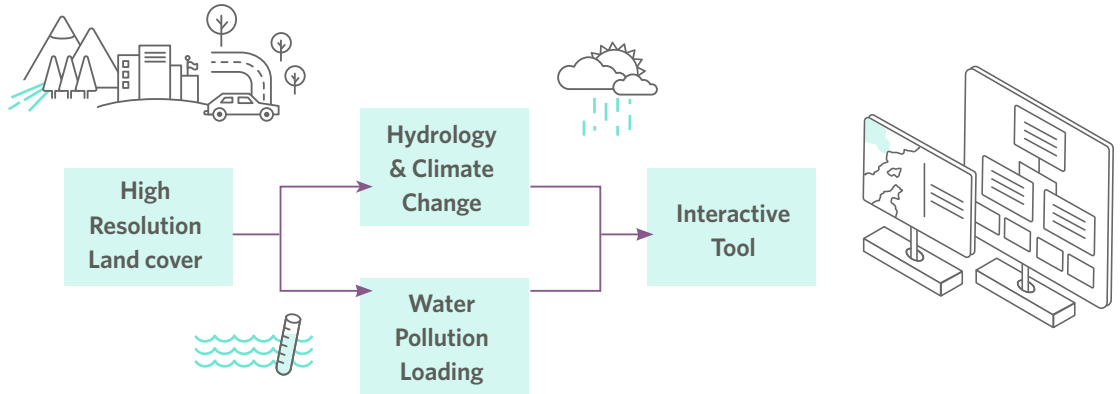 High
Resolution
Land cover
Hydrology
& Climate
Change
Water
Pollution
Loading
Interactive
Tool